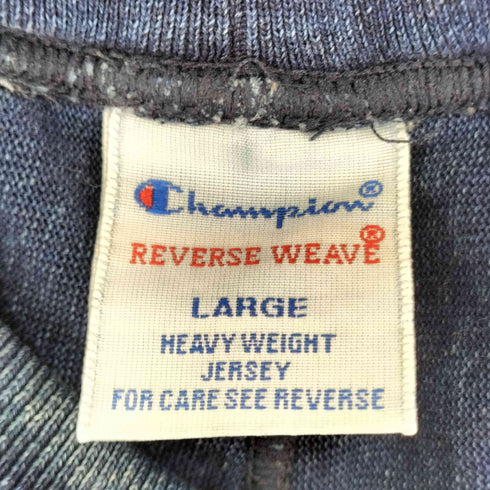 Champion®
REVERSE WEAVE®
LARGE
HEAVY WEIGHT
JERSEY
FOR CARE SEE REVERSE